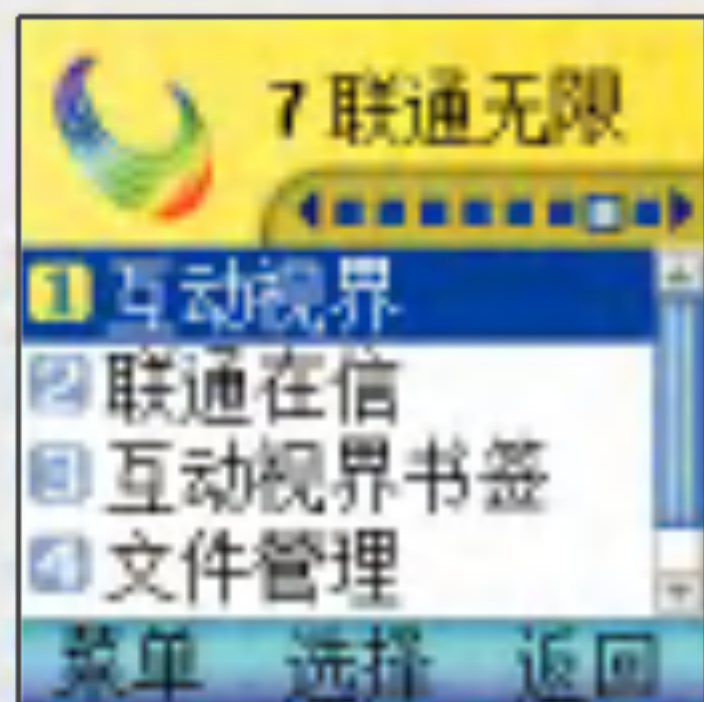 7 联通无限
1 互动视界
2 联通在信
3 互动视界书签
4 文件管理
菜单 选择 返回